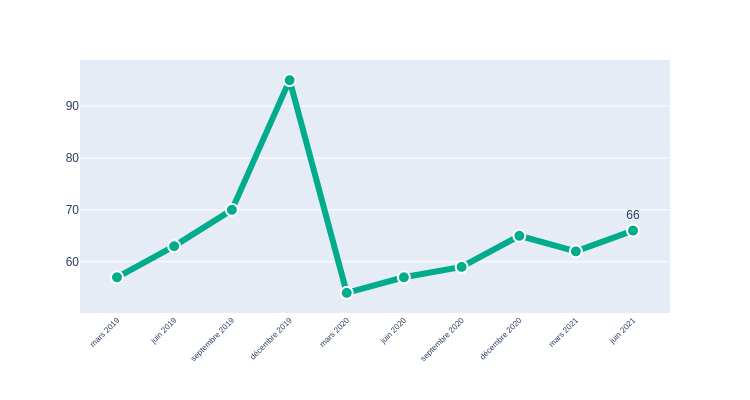 90
80
70
66
60
mars 2019
juin 2019
septembre 2019
décembre 2019
mars 2020
juin 2020
septembre 2020
décembre 2020
mars 2021
juin 2021